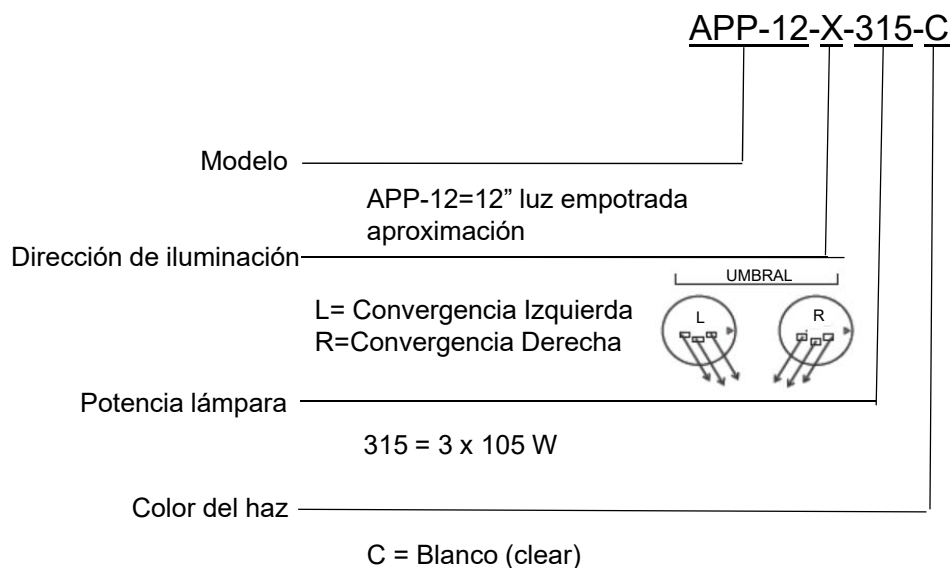 APP-12-X-315-C
Modelo
APP-12=12” luz empotrada
aproximación
Dirección de iluminación
UMBRAL
L= Convergencia Izquierda
R=Convergencia Derecha
L
R
Potencia lámpara
315 = 3 x 105 W
Color del haz
C = Blanco (clear)